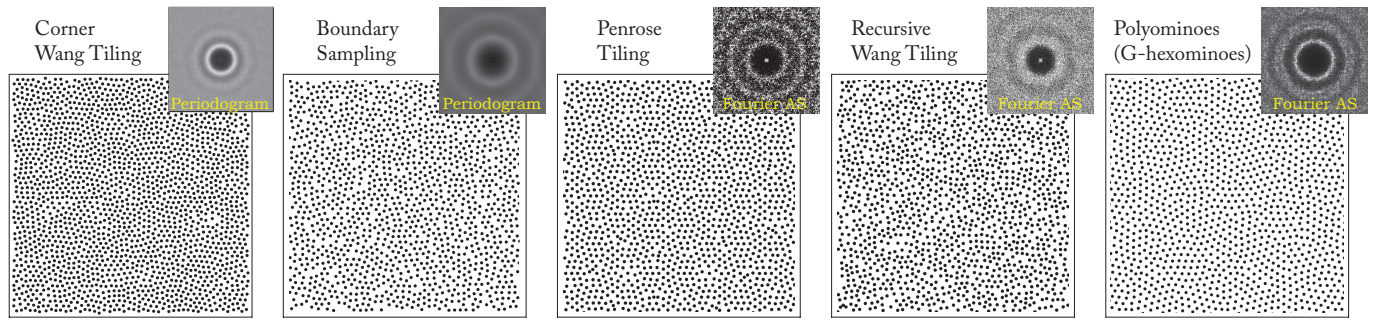 Corner
Wang Tiling
Periodogram
Boundary
Sampling
Periodogram
Penrose
Tiling
Fourier AS
Recursive
Wang Tiling
Fourier AS
Polyominoes
(G-hexominoes)
Fourier AS